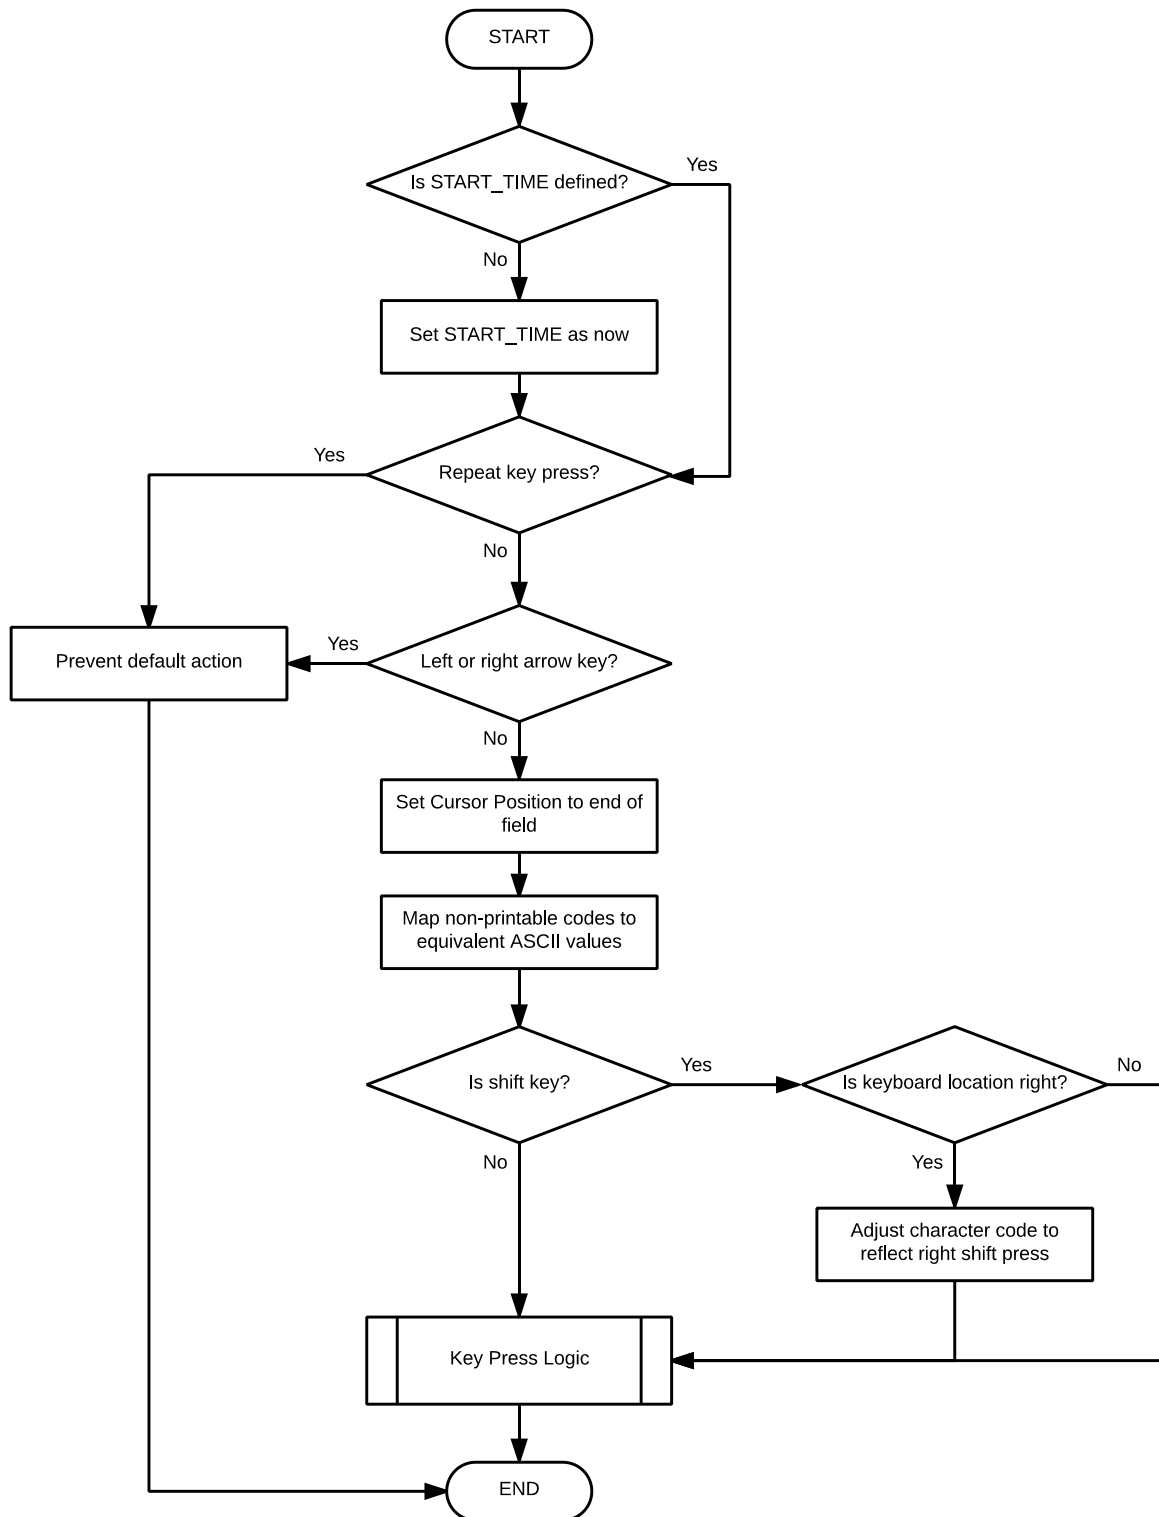 START
Is START_TIME defined?
Yes
No
Set START_TIME as now
Repeat key press?
Yes
No
Left or right arrow key?
Yes
Prevent default action
No
Set Cursor Position to end of
field
Map non-printable codes to
equivalent ASCII values
Is shift key?
Yes
Is keyboard location right?
No
No
Yes
Adjust character code to
reflect right shift press
Key Press Logic
END